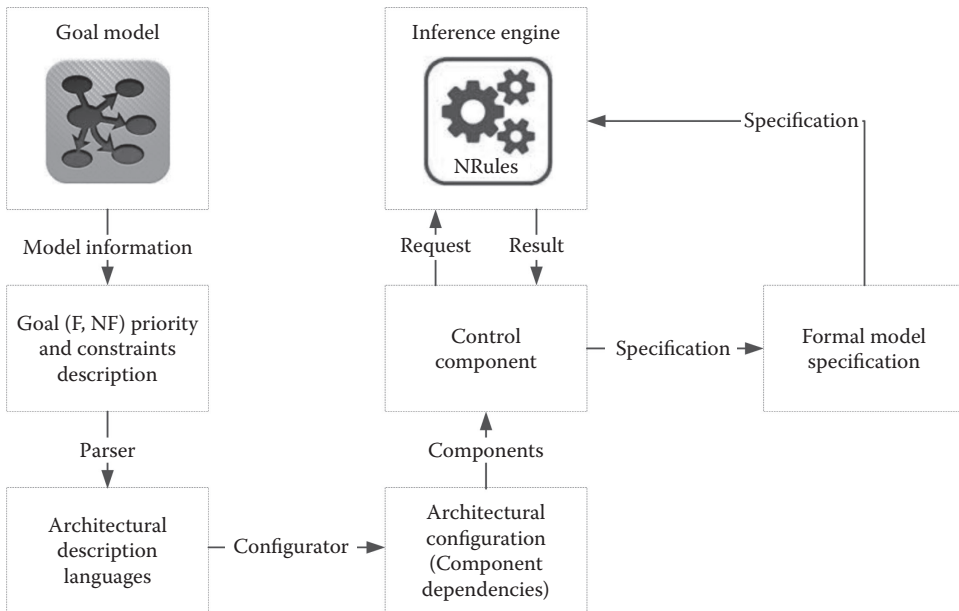 Goal model
Model information
Goal (F, NF) priority
and constraints
description
Parser
Architectural
description
languages
Configurator
Architectural
configuration
(Component
dependencies)
Components
Control
component
Request
Result
Inference engine
NRules
Specification
Formal model
specification
Specification